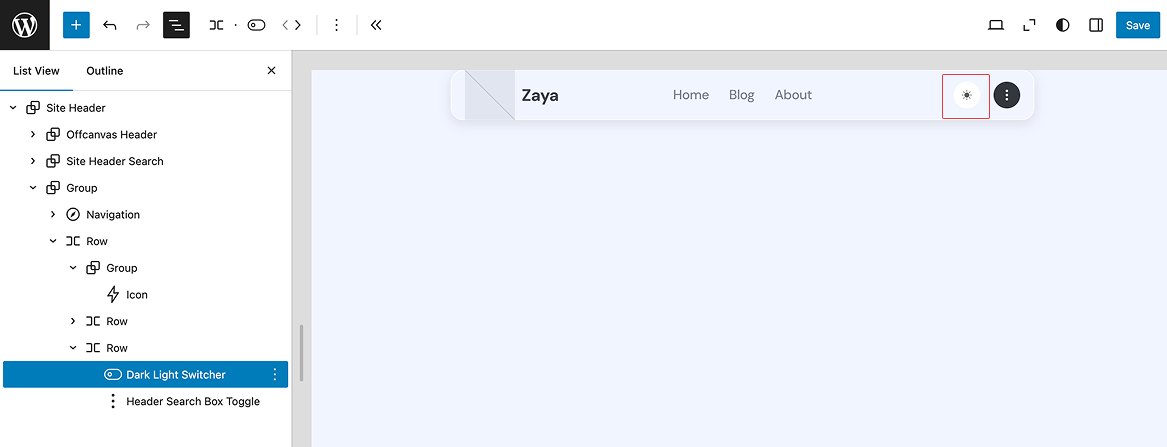 Save
List View Outline
Site Header
Offcanvas Header
Site Header Search
Group
Navigation
Row
Group
Icon
Row
Row
Dark Light Switcher
Header Search Box Toggle
Zaya Home Blog About